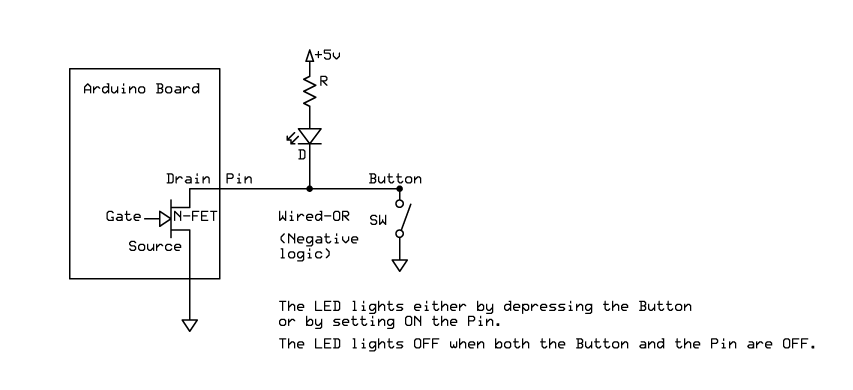 +5v
R
Arduino Board
D
Drain Pin Button
Gate N-FET Wired-OR SW
Source (Negative
logic)
The LED lights either by depressing the Button
or by setting ON the Pin.
The LED lights OFF when both the Button and the Pin are OFF.